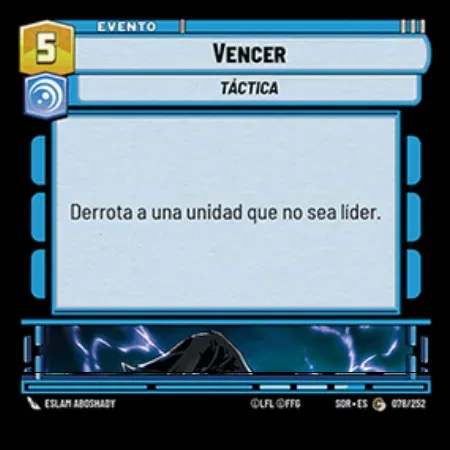 5
EVENTO
VENCER
TÁCTICA
Derrota a una unidad que no sea líder.
ESLAM ABOSHADY
©LFL ©FFG
SOR • ES
C
078/252